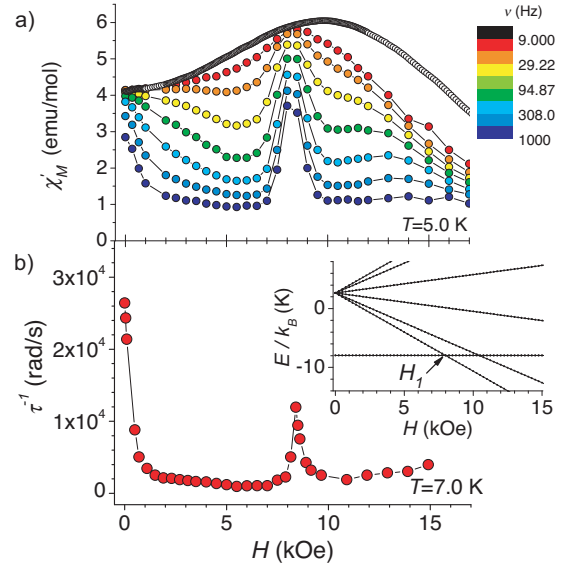 a)
χ'M (emu/mol)
6
5
4
3
2
1
T=5.0 K
ν (Hz)
9.000
29.22
94.87
308.0
1000
b)
τ⁻¹ (rad/s)
3x10⁴
2x10⁴
1x10⁴
0
0 5 10 15
H (kOe)
T=7.0 K
E / kB (K)
0
-10
H1
0 5 10 15
H (kOe)